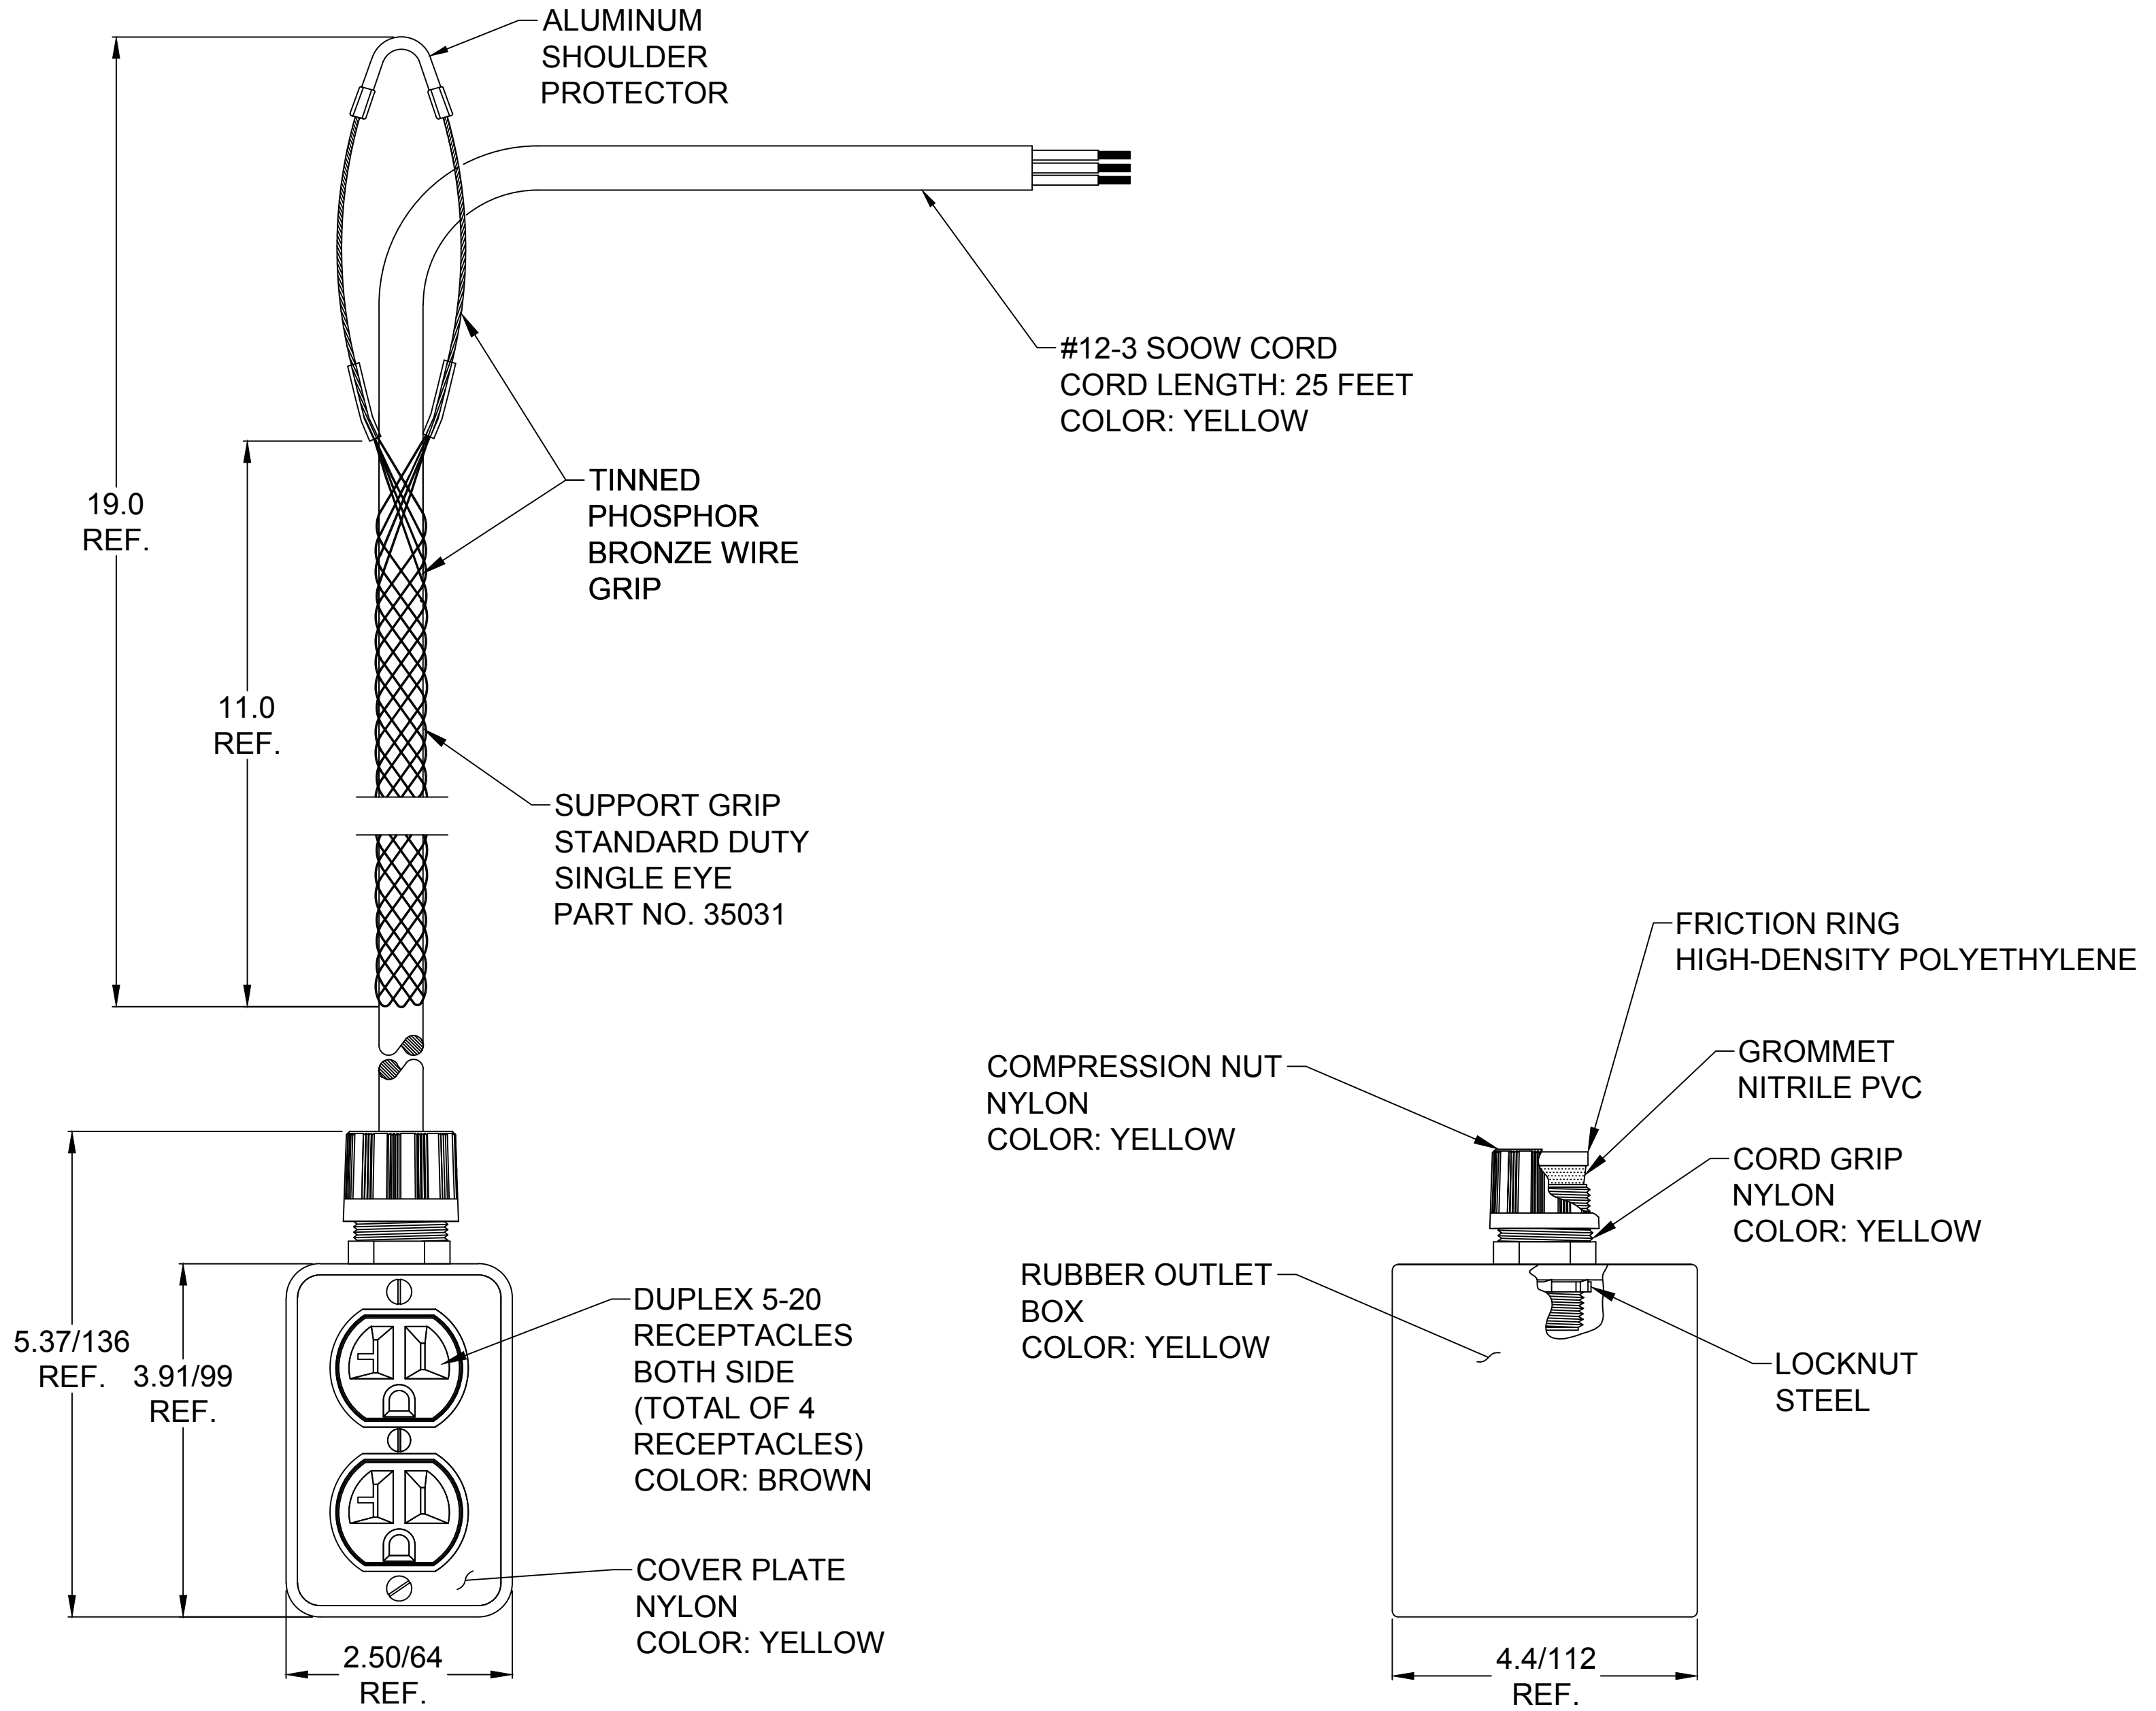 ALUMINUM
SHOULDER
PROTECTOR
#12-3 SOOW CORD
CORD LENGTH: 25 FEET
COLOR: YELLOW
TINNED
PHOSPHOR
BRONZE WIRE
GRIP
19.0
REF.
11.0
REF.
SUPPORT GRIP
STANDARD DUTY
SINGLE EYE
PART NO. 35031
FRICTION RING
HIGH-DENSITY POLYETHYLENE
GROMMET
NITRILE PVC
COMPRESSION NUT
NYLON
COLOR: YELLOW
CORD GRIP
NYLON
COLOR: YELLOW
RUBBER OUTLET
BOX
COLOR: YELLOW
LOCKNUT
STEEL
DUPLEX 5-20
RECEPTACLES
BOTH SIDE
(TOTAL OF 4
RECEPTACLES)
COLOR: BROWN
5.37/136
REF.
3.91/99
REF.
COVER PLATE
NYLON
COLOR: YELLOW
2.50/64
REF.
4.4/112
REF.